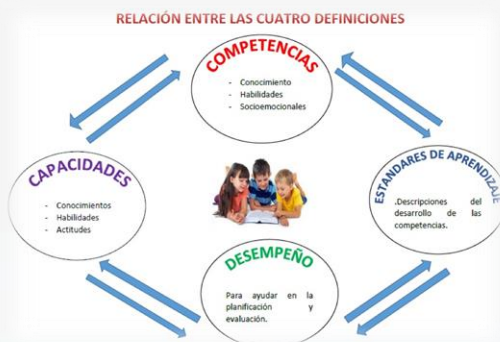 RELACIÓN ENTRE LAS CUATRO DEFINICIONES
COMPETENCIAS
- Conocimiento
- Habilidades
- Socioemocionales
CAPACIDADES
- Conocimientos
- Habilidades
- Actitudes
ESTANDARES DE APRENDIZAJE
.Descripciones del
desarrollo de las
competencias.
DESEMPEÑO
Para ayudar en la
planificación y
evaluación.